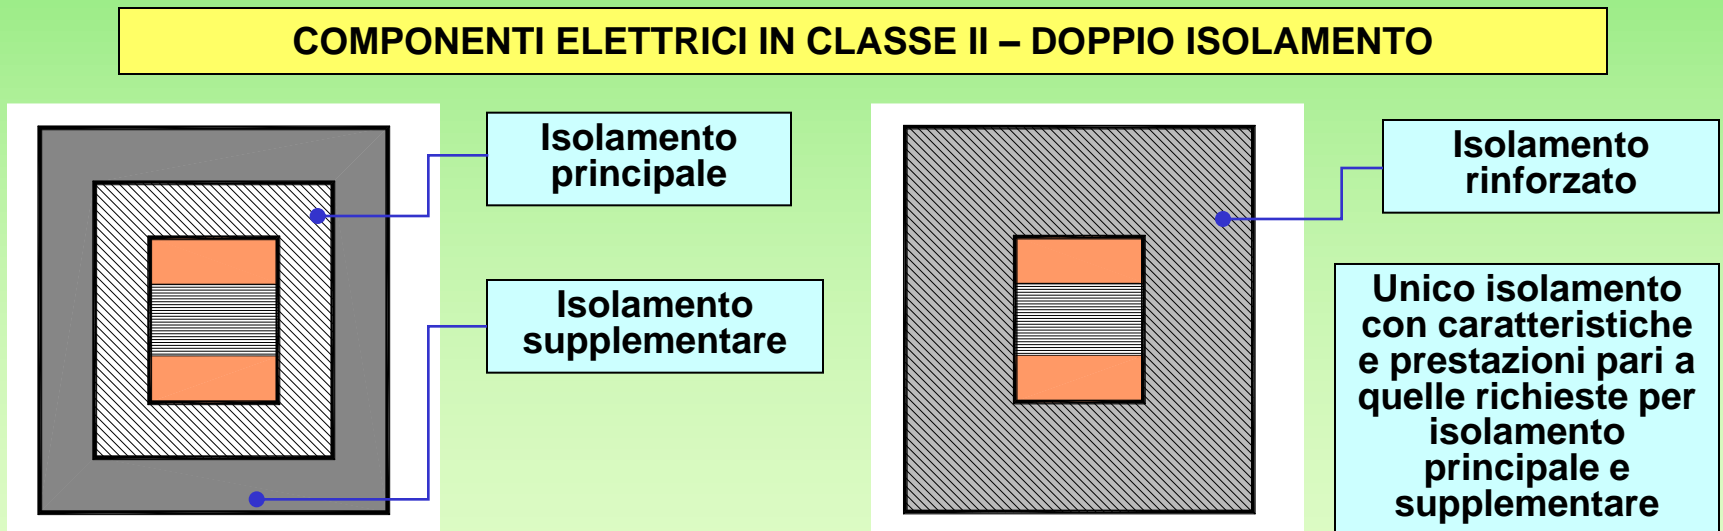 COMPONENTI ELETTRICI IN CLASSE II – DOPPIO ISOLAMENTO
Isolamento
principale
Isolamento
supplementare
Isolamento
rinforzato
Unico isolamento
con caratteristiche
e prestazioni pari a
quelle richieste per
isolamento
principale e
supplementare